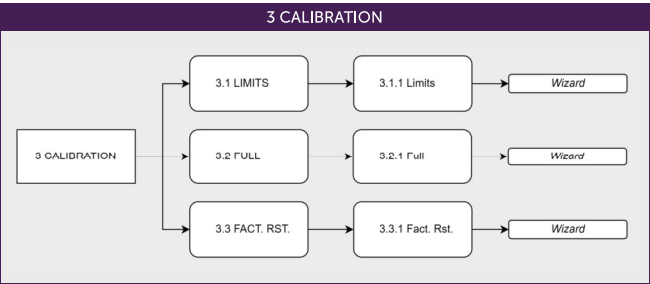 3 CALIBRATION
3.1 LIMITS
3.1.1 Limits
Wizard
3 CALIBRATION
3.2 FULL
3.2.1 Full
Wizard
3.3 FACT. RST.
3.3.1 Fact. Rst.
Wizard